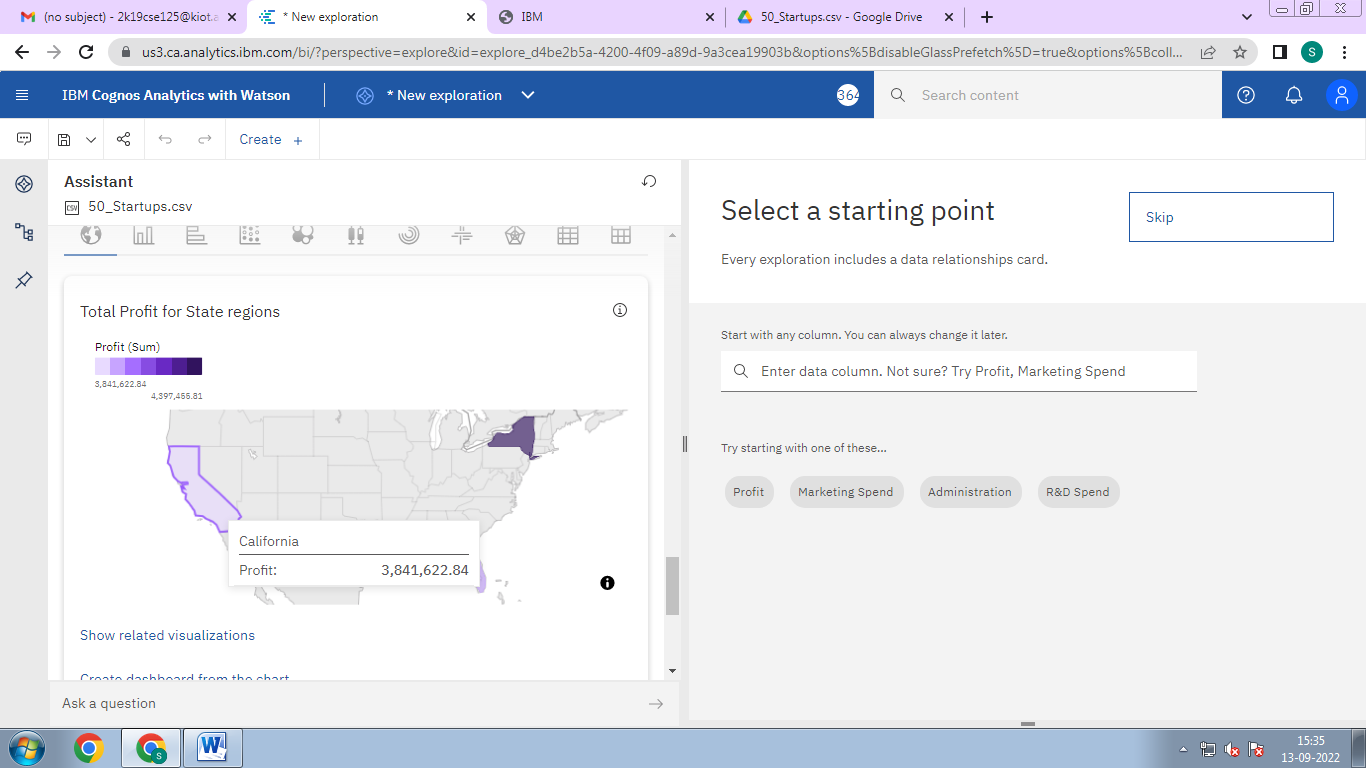 (no subject) - 2k19cse125@kiot.a
* New exploration
IBM
50_Startups.csv - Google Drive
us3.ca.analytics.ibm.com/bi/?perspective=explore&id=explore_d4be2b5a-4200-4f09-a89d-9a3cea19903b&options%5BdisableGlassPrefetch%5D=true&options%5Bcoll...
S
IBM Cognos Analytics with Watson
* New exploration
364
Search content
Create +
Assistant
CSV 50_Startups.csv
Total Profit for State regions
Profit (Sum)
3,841,622.84
4,397,455.81
California
Profit: 3,841,622.84
Show related visualizations
Create dashboard from the chart
Ask a question
Select a starting point
Skip
Every exploration includes a data relationships card.
Start with any column. You can always change it later.
Enter data column. Not sure? Try Profit, Marketing Spend
Try starting with one of these...
Profit
Marketing Spend
Administration
R&D Spend
15:35
13-09-2022